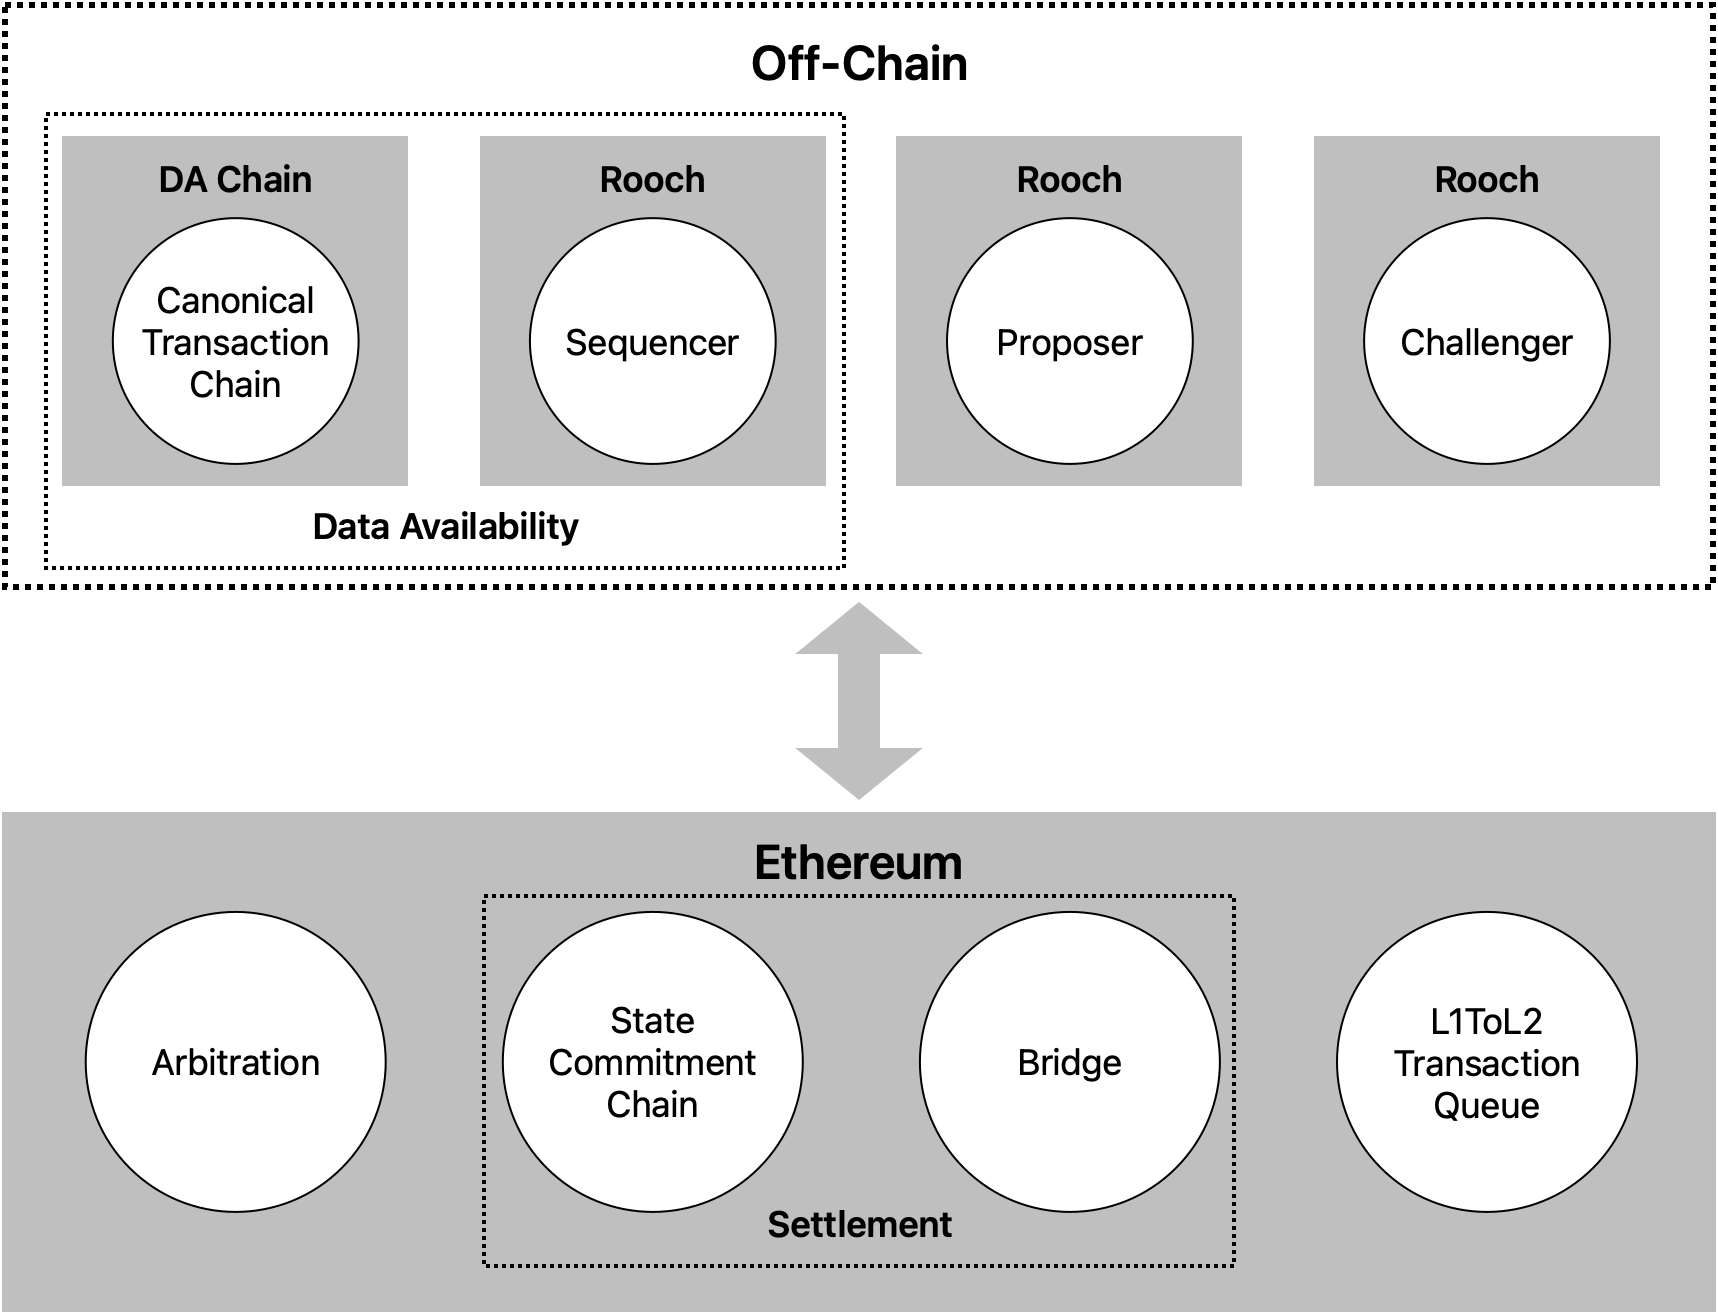 Off-Chain
DA Chain
Canonical
Transaction
Chain
Rooch
Sequencer
Data Availability
Rooch
Proposer
Rooch
Challenger
Ethereum
Arbitration
State
Commitment
Chain
Bridge
Settlement
L1ToL2
Transaction
Queue